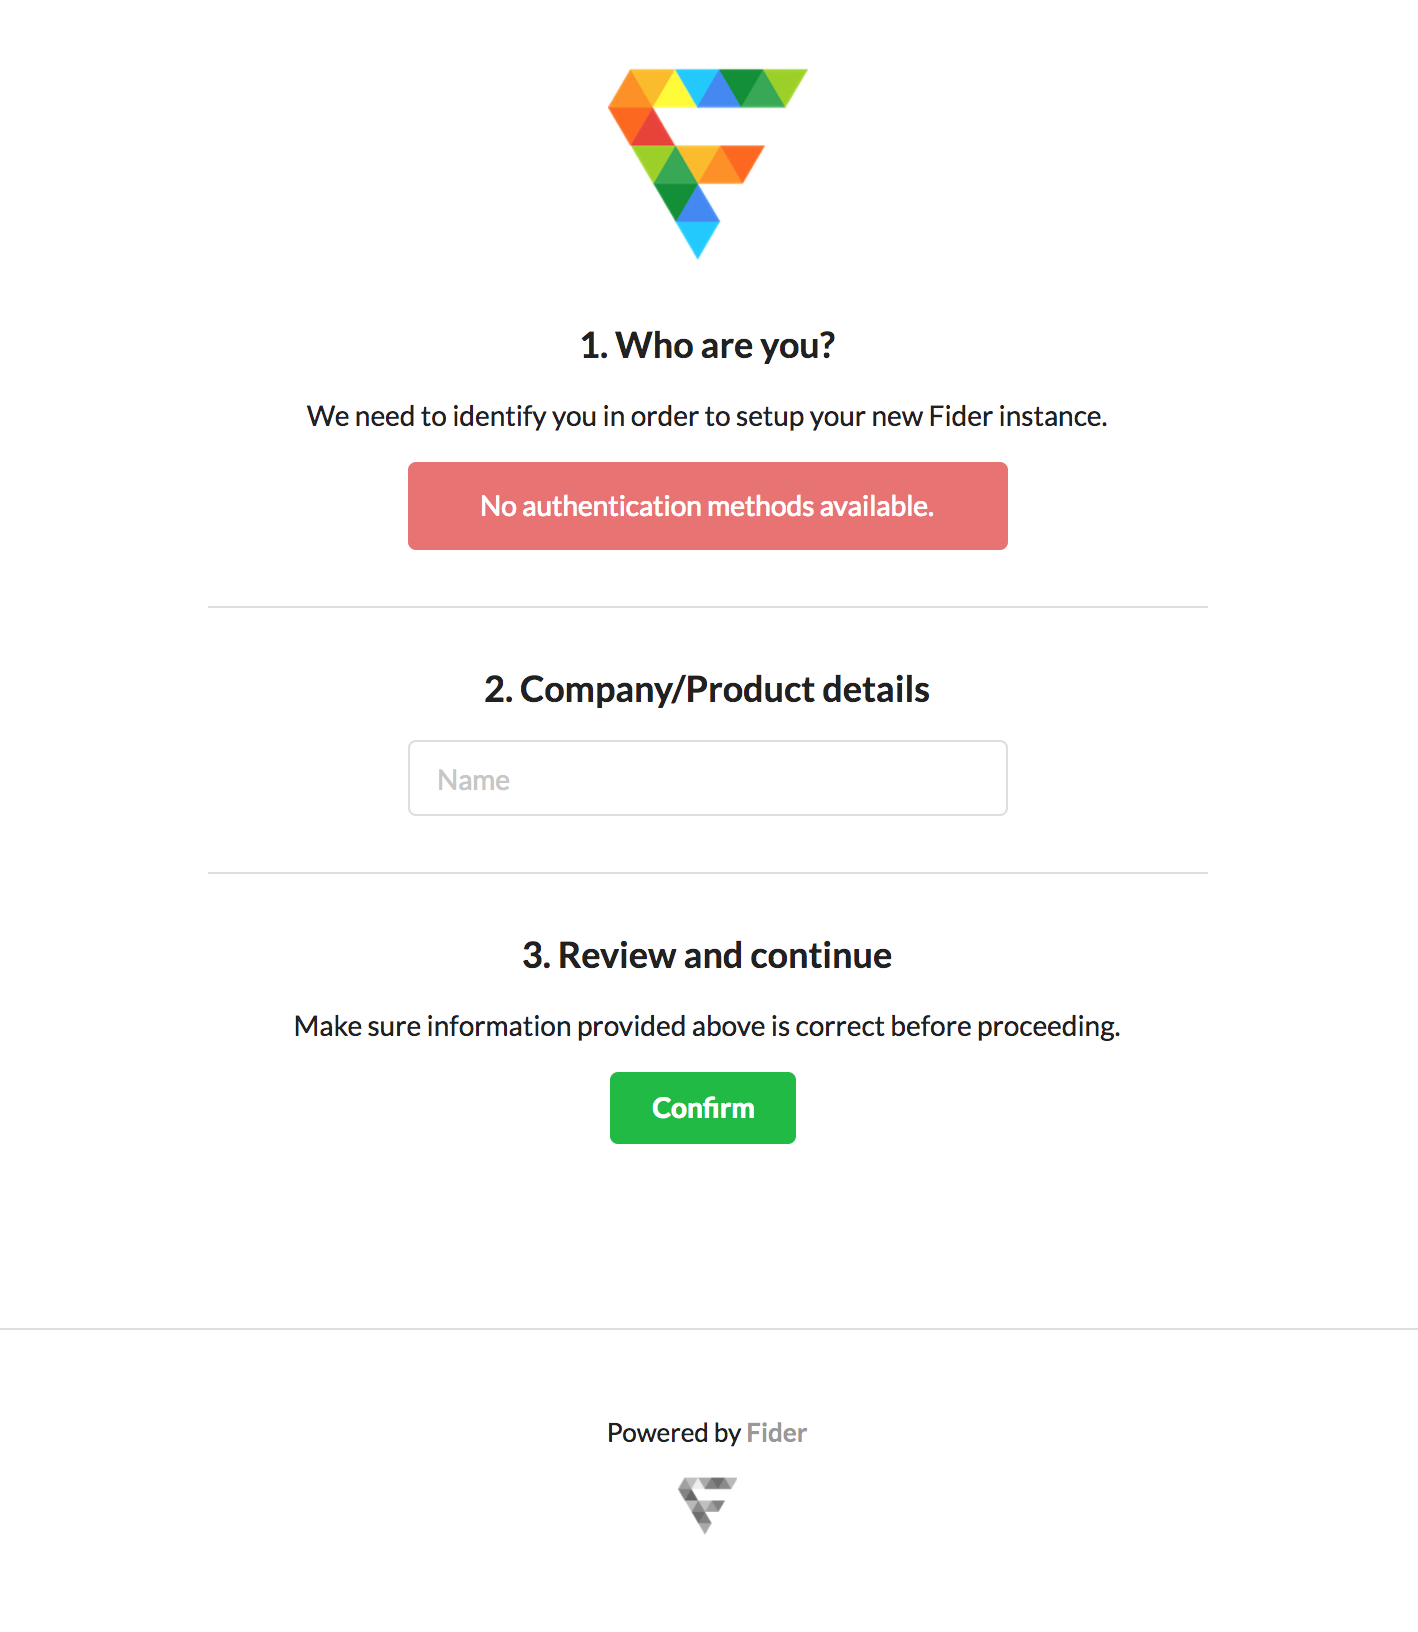 1. Who are you?
We need to identify you in order to setup your new Fider instance.
No authentication methods available.
2. Company/Product details
Name
3. Review and continue
Make sure information provided above is correct before proceeding.
Confirm
Powered by Fider